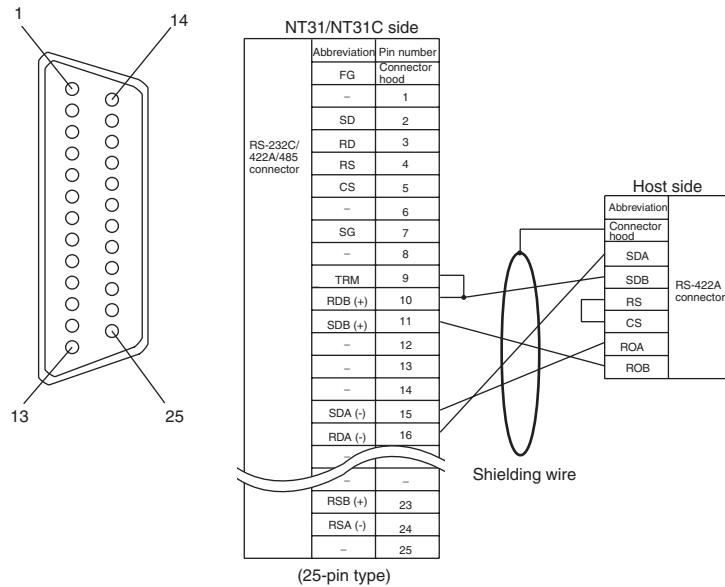 1
14
13
25
NT31/NT31C side
Abbreviation Pin number
FG Connector
hood
– 1
SD 2
RD 3
RS 4
CS 5
– 6
SG 7
– 8
TRM 9
RDB (+) 10
SDB (+) 11
– 12
– 13
– 14
SDA (-) 15
RDA (-) 16
–
– –
RSB (+) 23
RSA (-) 24
– 25
RS-232C/
422A/485
connector
(25-pin type)
Shielding wire
Host side
Abbreviation
Connector
hood
SDA
SDB
RS
CS
ROA
ROB
RS-422A
connector